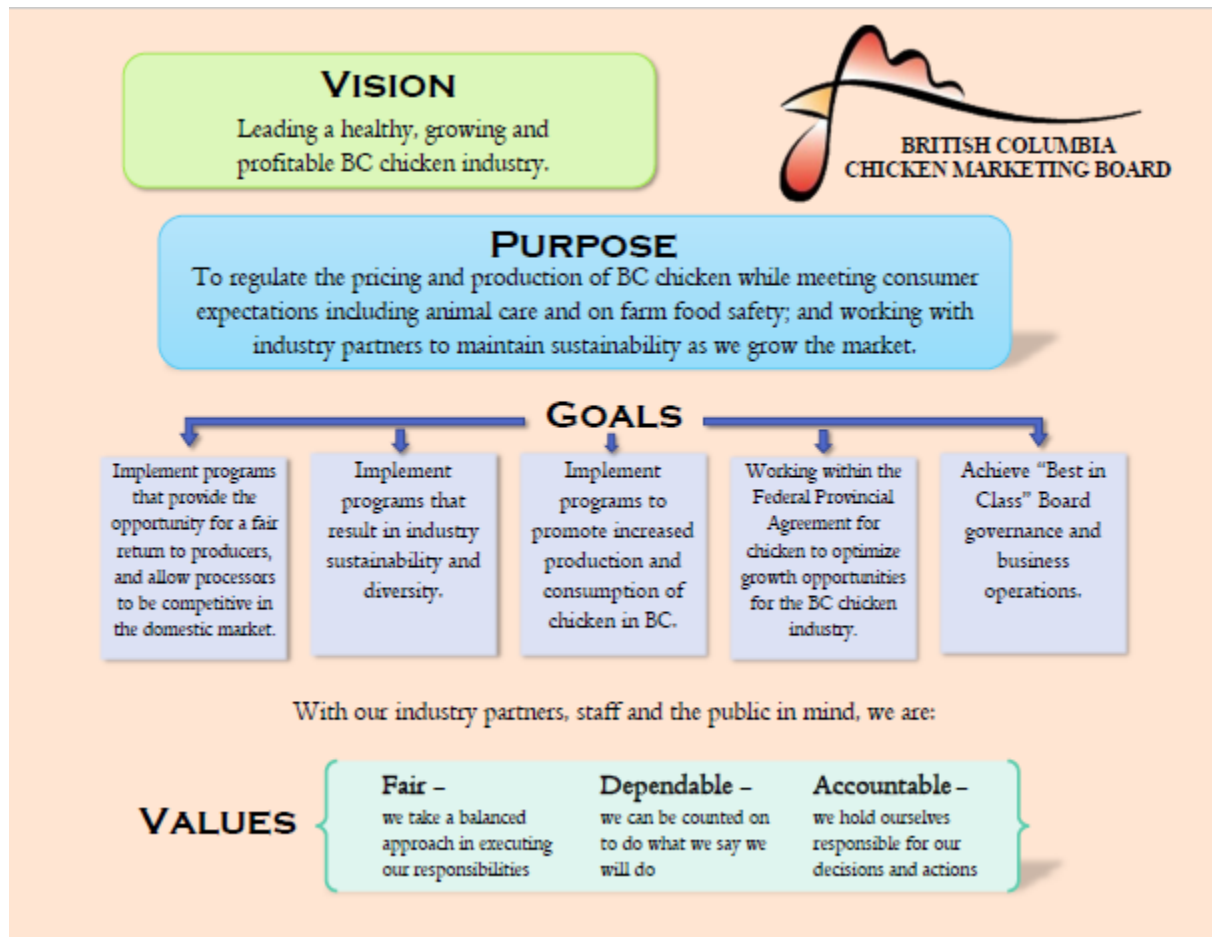 VISION
Leading a healthy, growing and
profitable BC chicken industry.
BRITISH COLUMBIA
CHICKEN MARKETING BOARD
PURPOSE
To regulate the pricing and production of BC chicken while meeting consumer
expectations including animal care and on farm food safety; and working with
industry partners to maintain sustainability as we grow the market.
GOALS
Implement programs
that provide the
opportunity for a fair
return to producers,
and allow processors
to be competitive in
the domestic market.
Implement
programs that
result in industry
sustainability and
diversity.
Implement
programs to
promote increased
production and
consumption of
chicken in BC.
Working within the
Federal Provincial
Agreement for
chicken to optimize
growth opportunities
for the BC chicken
industry.
Achieve “Best in
Class” Board
governance and
business
operations.
With our industry partners, staff and the public in mind, we are:
VALUES
Fair –
we take a balanced
approach in executing
our responsibilities
Dependable –
we can be counted on
to do what we say we
will do
Accountable –
we hold ourselves
responsible for our
decisions and actions